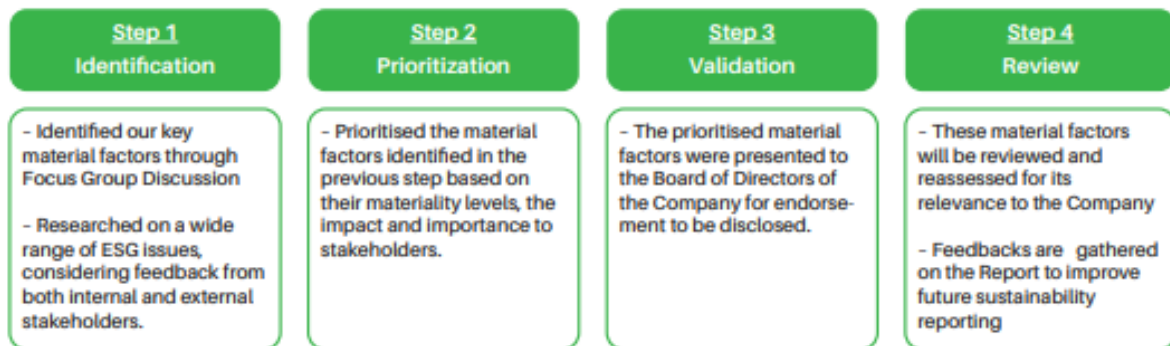 Step 1
Identification
– Identified our key
material factors through
Focus Group Discussion
– Researched on a wide
range of ESG issues,
considering feedback from
both internal and external
stakeholders.
Step 2
Prioritization
– Prioritised the material
factors identified in the
previous step based on
their materiality levels, the
impact and importance to
stakeholders.
Step 3
Validation
– The prioritised material
factors were presented to
the Board of Directors of
the Company for endorse-
ment to be disclosed.
Step 4
Review
– These material factors
will be reviewed and
reassessed for its
relevance to the Company
– Feedbacks are gathered
on the Report to improve
future sustainability
reporting